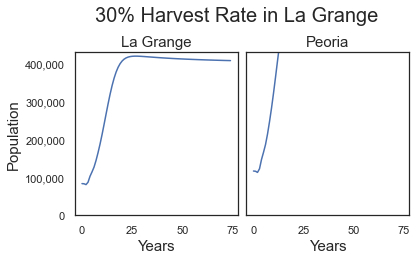 30% Harvest Rate in La Grange
La Grange
Peoria
Population
400,000
300,000
200,000
100,000
0
0 25 50 75
0 25 50 75
Years
Years